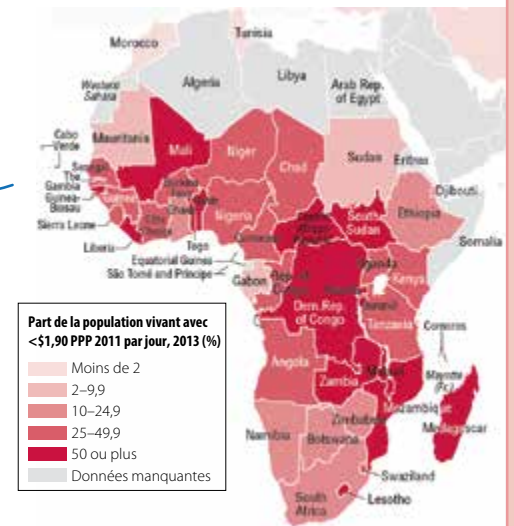 Morocco
Tunisia
Algeria
Libya
Arab Rep.
of Egypt
Western
Sahara
Cabo
Verde
Mauritania
Mali
Niger
Chad
Sudan
Eritrea
Djibouti
Senegal
The
Gambia
Guinea-
Bissau
Guinea
Sierra Leone
Liberia
Burkina
Côte
Ghana
Togo
Nigeria
Cameroon
South
Sudan
Ethiopia
Somalia
Equatorial Guinea
São Tomé and Principe
Gabon
Rep. of
Dem.Rep.
of Congo
Uganda
Kenya
Burundi
Tanzania
Comoros
Mayotte
(Fr.)
Angola
Zambia
Malawi
Mozambique
Madagascar
Zimbabwe
Namibia
Botswana
Swaziland
Lesotho
South
Africa
Part de la population vivant avec
<$1,90 PPP 2011 par jour, 2013 (%)
Moins de 2
2–9,9
10–24,9
25–49,9
50 ou plus
Données manquantes